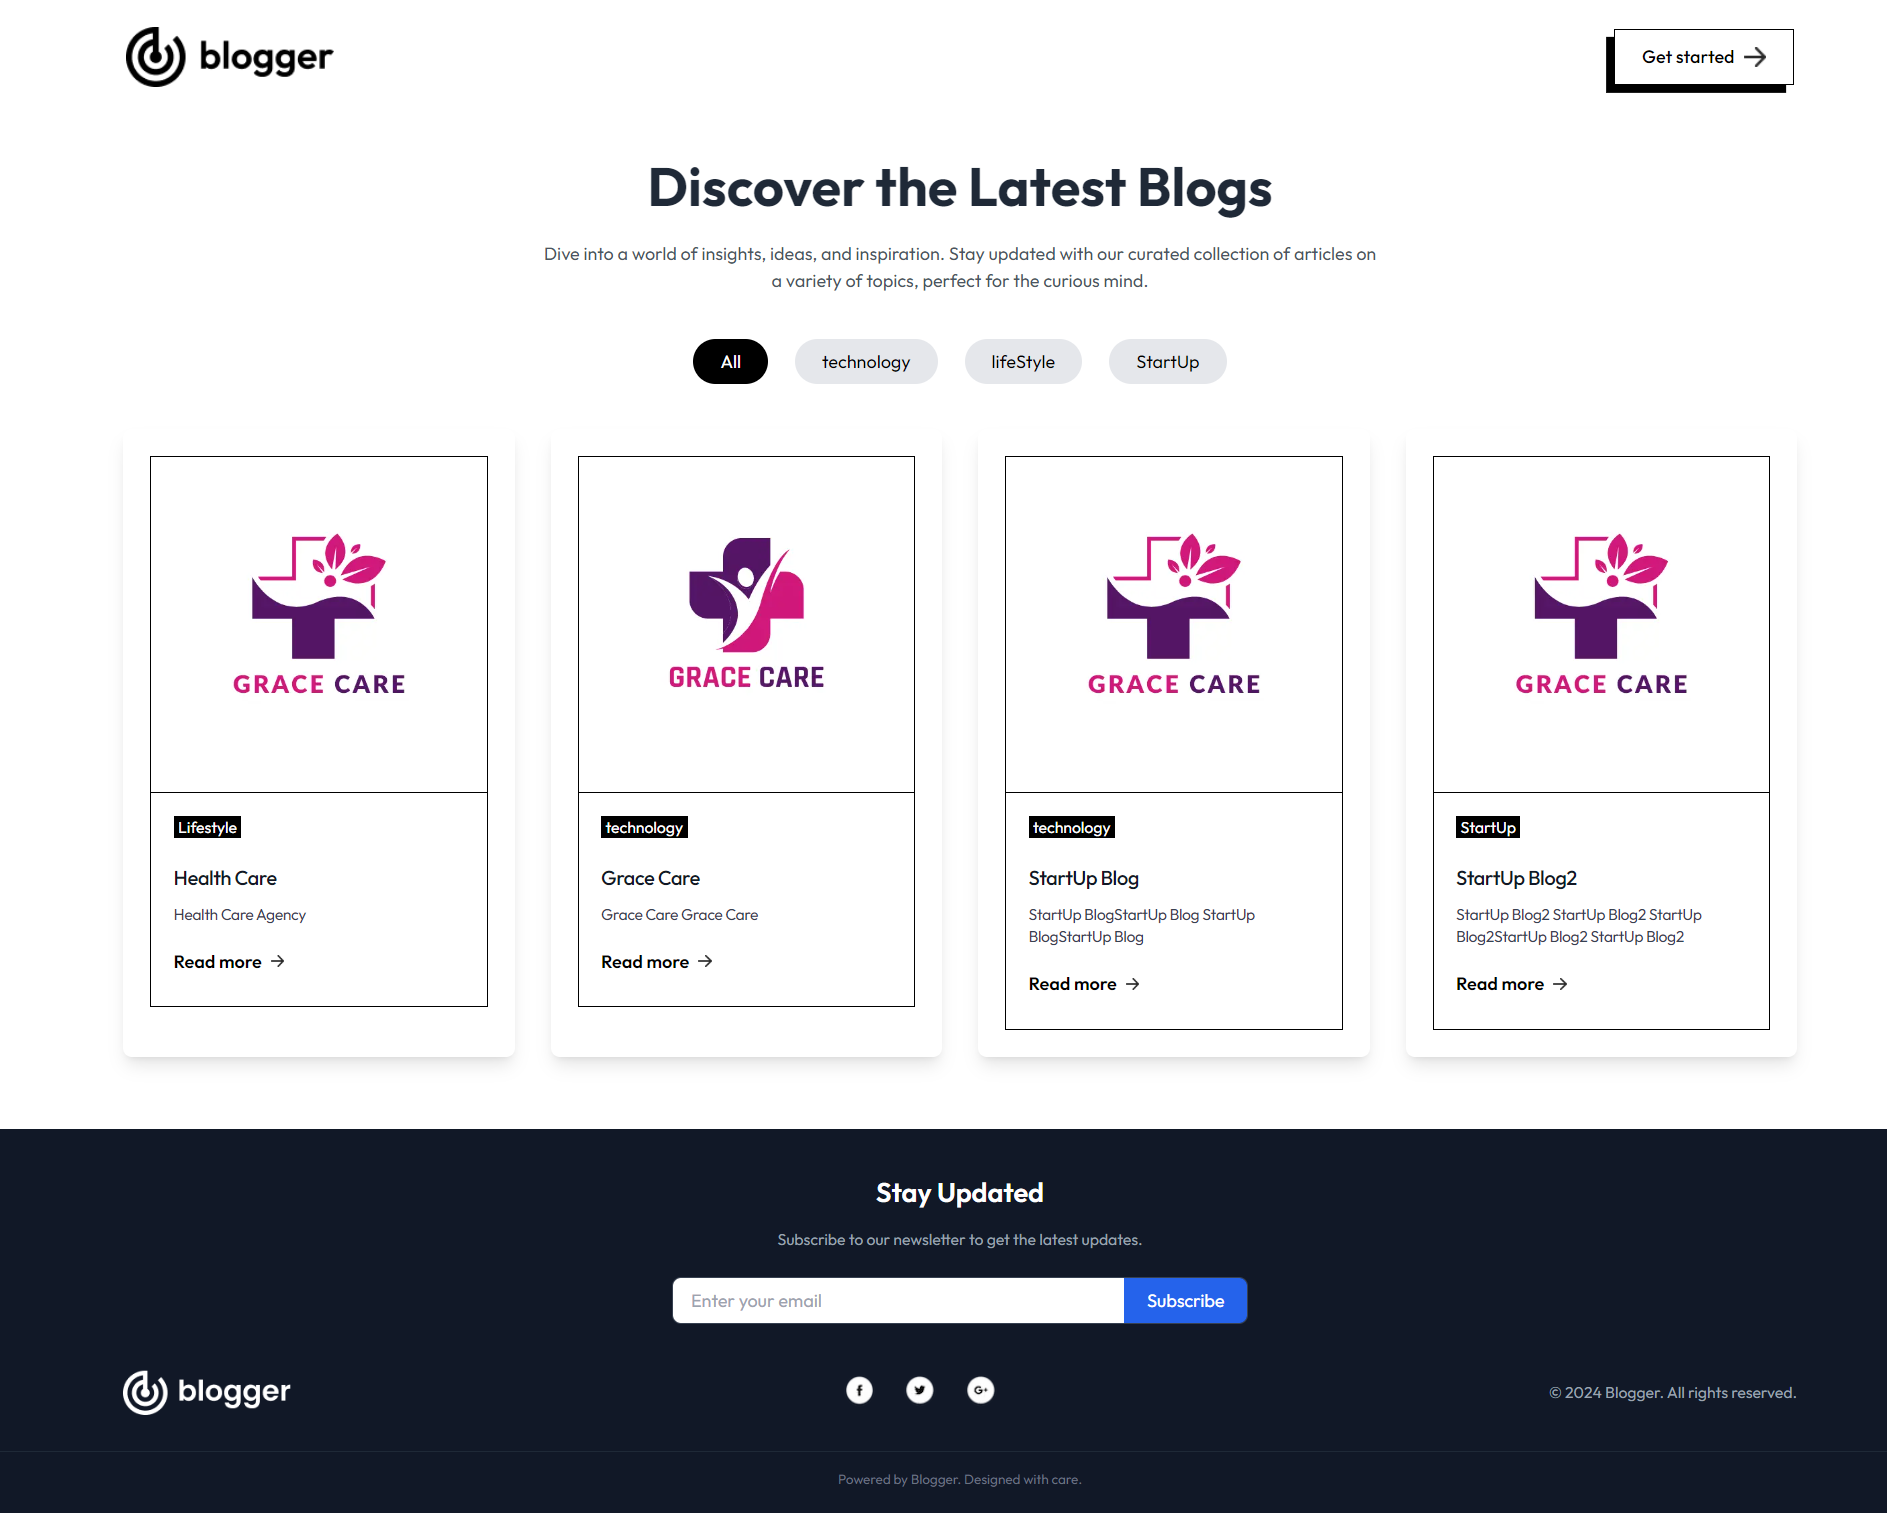 blogger
Get started
Discover the Latest Blogs
Dive into a world of insights, ideas, and inspiration. Stay updated with our curated collection of articles on
a variety of topics, perfect for the curious mind.
All
technology
lifeStyle
StartUp
GRACE CARE
Lifestyle
Health Care
Health Care Agency
Read more
GRACE CARE
technology
Grace Care
Grace Care Grace Care
Read more
GRACE CARE
technology
StartUp Blog
StartUp BlogStartUp Blog StartUp
BlogStartUp Blog
Read more
GRACE CARE
StartUp
StartUp Blog2
StartUp Blog2 StartUp Blog2 StartUp
Blog2StartUp Blog2 StartUp Blog2
Read more
Stay Updated
Subscribe to our newsletter to get the latest updates.
Enter your email
Subscribe
blogger
f
G+
© 2024 Blogger. All rights reserved.
Powered by Blogger. Designed with care.